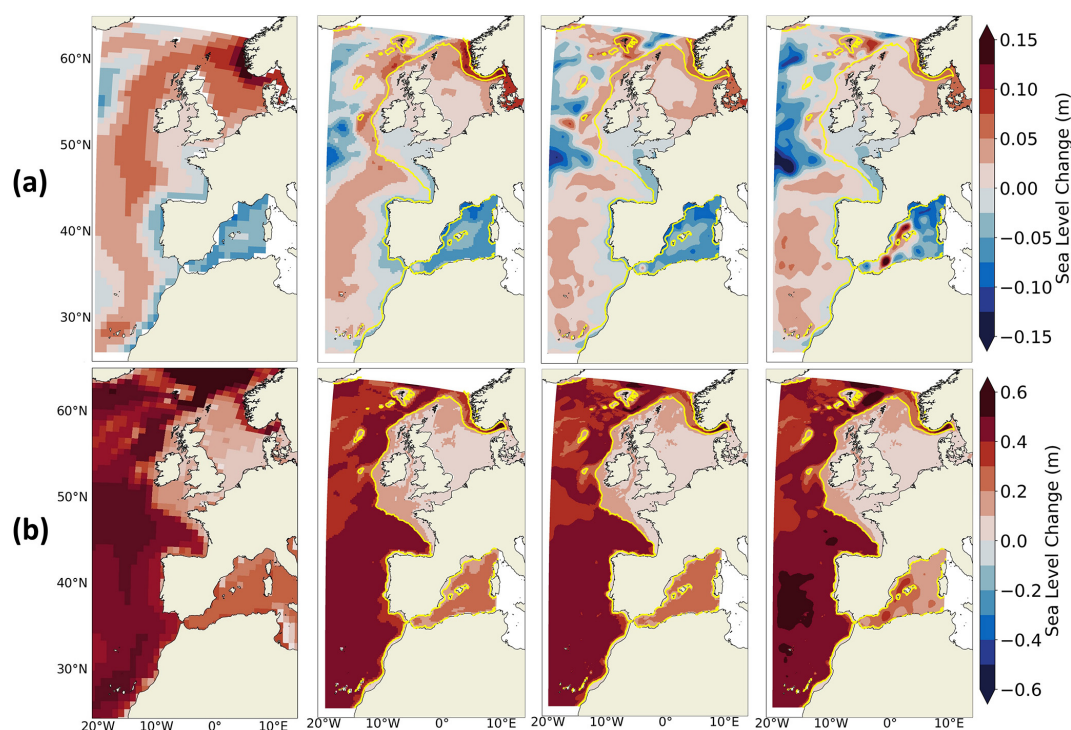 (a)
60°N
50°N
40°N
30°N
0.15
0.10
0.05
0.00
−0.05
−0.10
−0.15
Sea Level Change (m)
(b)
60°N
50°N
40°N
30°N
20°W 10°W 0° 10°E
20°W 10°W 0° 10°E
20°W 10°W 0° 10°E
20°W 10°W 0° 10°E
0.6
0.4
0.2
0.0
−0.2
−0.4
−0.6
Sea Level Change (m)